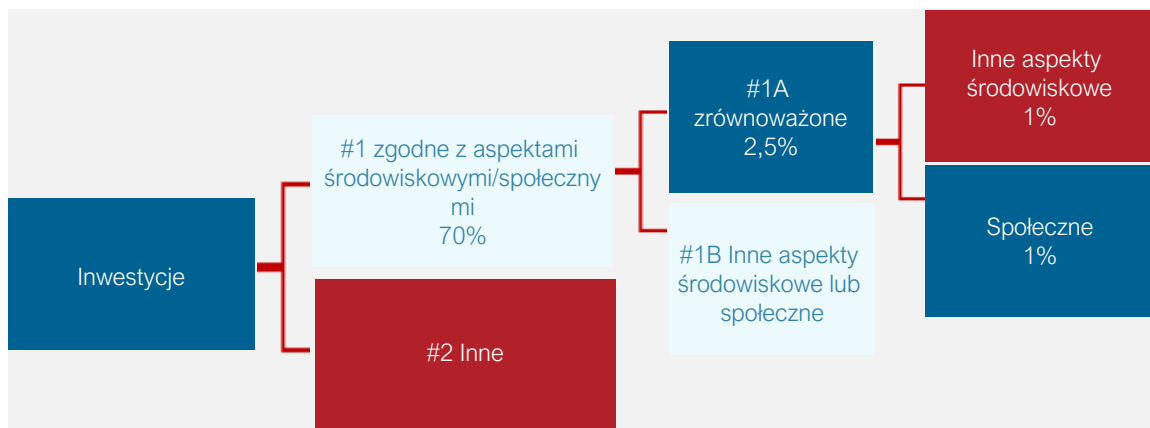 Inwestycje
#1 zgodne z aspektami
środowiskowymi/społeczny
mi
70%
#2 Inne
#1A
zrównoważone
2,5%
#1B Inne aspekty
środowiskowe lub
społeczne
Inne aspekty
środowiskowe
1%
Społeczne
1%